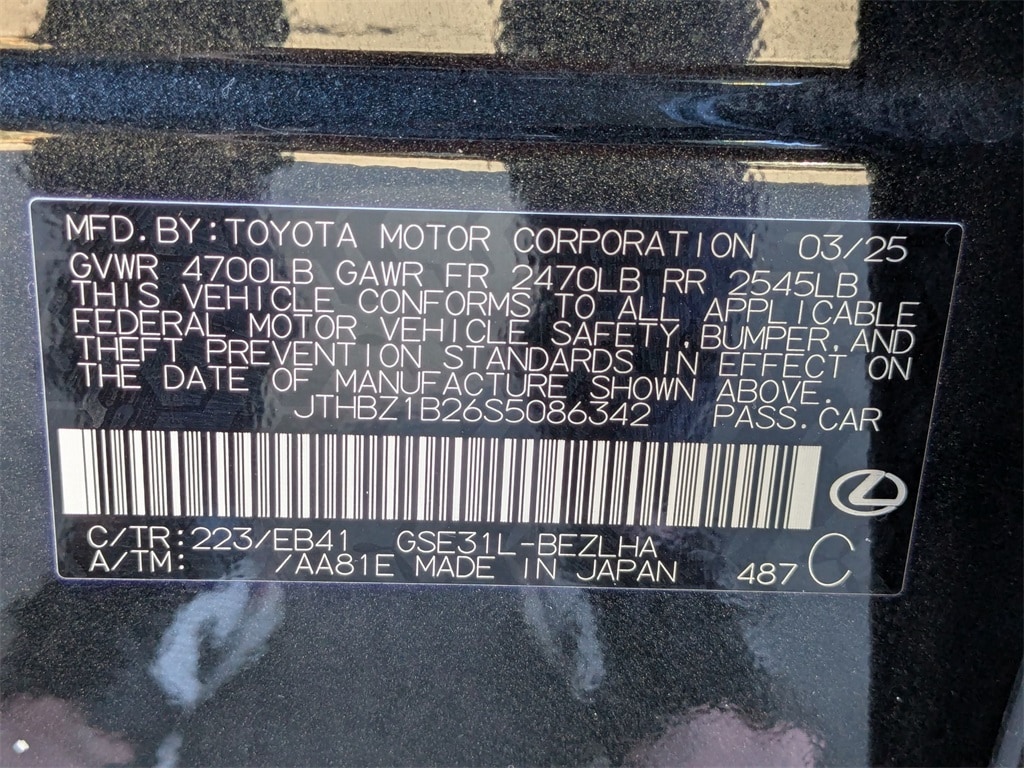 MFD.BY:TOYOTA MOTOR CORPORATION 03/25
GVWR 4700LB GAWR FR 2470LB RR 2545LB
THIS VEHICLE CONFORMS TO ALL APPLICABLE
FEDERAL MOTOR VEHICLE SAFETY,BUMPER,AND
THEFT PREVENTION STANDARDS IN EFFECT ON
THE DATE OF MANUFACTURE SHOWN ABOVE.
JTHBZ1B26S5086342 PASS.CAR
C/TR:223/EB41 GSE31L-BEZLHA
A/TM: /AA81E MADE IN JAPAN 487 C